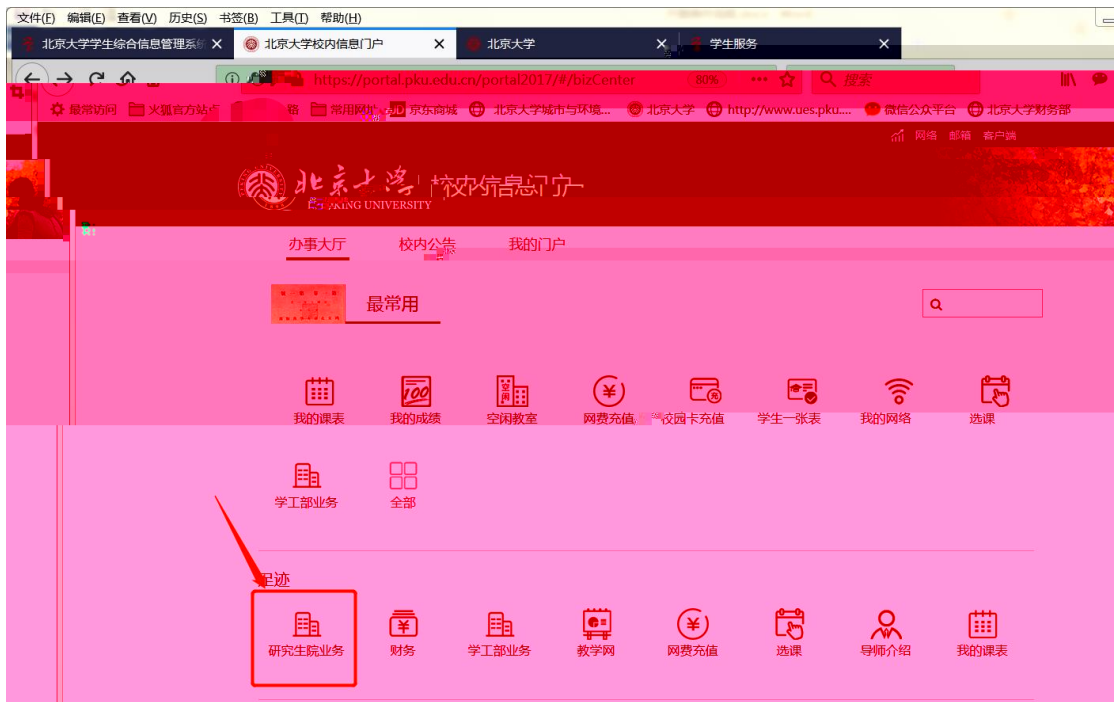 文件(F) 编辑(E) 查看(V) 历史(S) 书签(B) 工具(T) 帮助(H)
北京大学学生综合信息管理系统 北京大学校内信息门户 北京大学 学生服务
https://portal.pku.edu.cn/portal2017/#/bizCenter 80% 搜索
最常访问 火狐官方站点 常用网址 JD 京东商城 北京大学城市与环境... 北京大学 http://www.ues.pku.... 微信公众平台 北京大学财务部
网络 邮箱 客户端
北京大学 校内信息门户
PEKING UNIVERSITY
办事大厅 校内公告 我的门户
最常用
我的课表 我的成绩 空闲教室 网费充值 校园卡充值 学生一张表 我的网络 选课
学工部业务 全部
足迹
研究生院业务 财务 学工部业务 教学网 网费充值 选课 导师介绍 我的课表